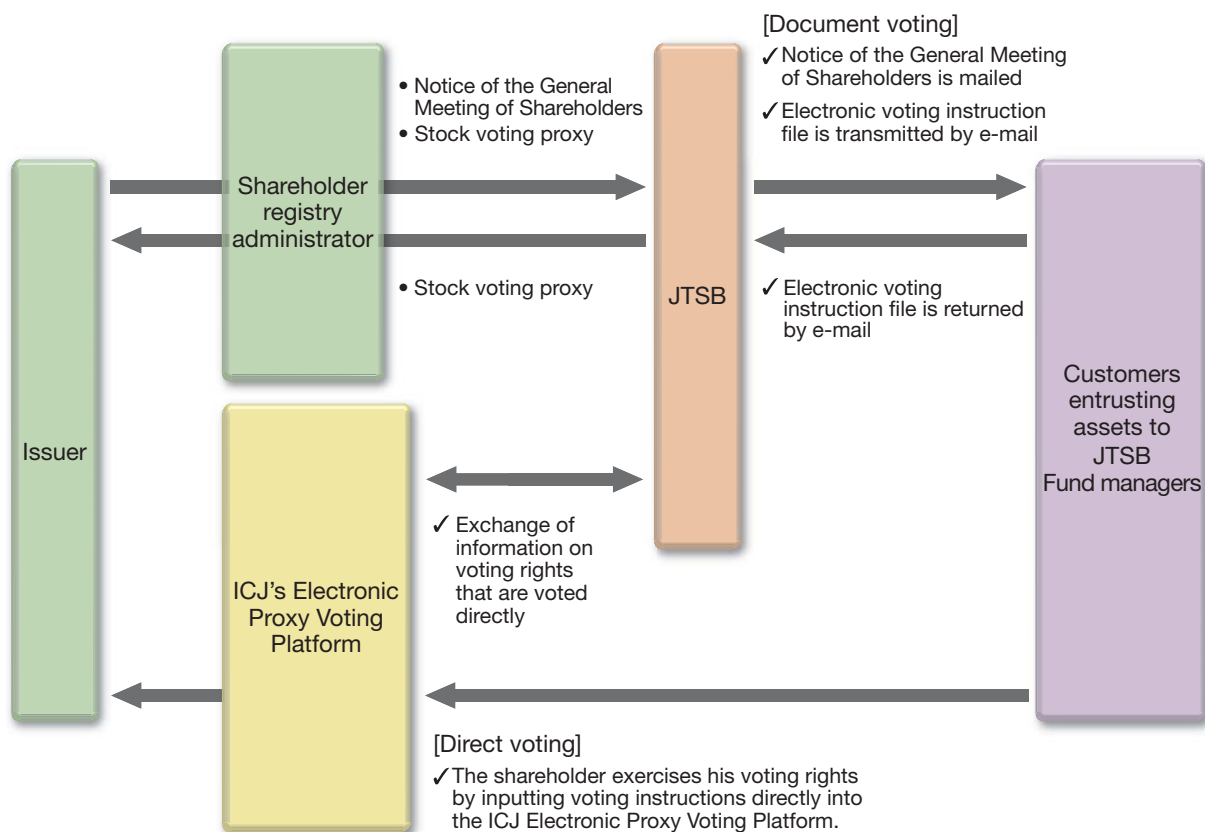 [Document voting]
✓ Notice of the General Meeting
of Shareholders is mailed
✓ Electronic voting instruction
file is transmitted by e-mail
• Notice of the General
Meeting of Shareholders
• Stock voting proxy
Shareholder
registry
administrator
• Stock voting proxy
JTSB
✓ Electronic voting
instruction file is returned
by e-mail
Customers
entrusting
assets to
JTSB
Fund managers
Issuer
ICJ's Electronic
Proxy Voting
Platform
✓ Exchange of
information on
voting rights
that are voted
directly
[Direct voting]
✓ The shareholder exercises his voting rights
by inputting voting instructions directly into
the ICJ Electronic Proxy Voting Platform.